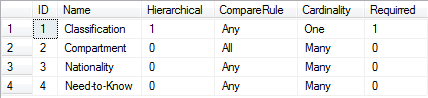 ID Name Hierarchical CompareRule Cardinality Requirred
1 1 Classification 1 Any One 1
2 2 Compartment 0 All Many 0
3 3 Nationality 0 Any Many 0
4 4 Need-to-Know 0 Any Many 0